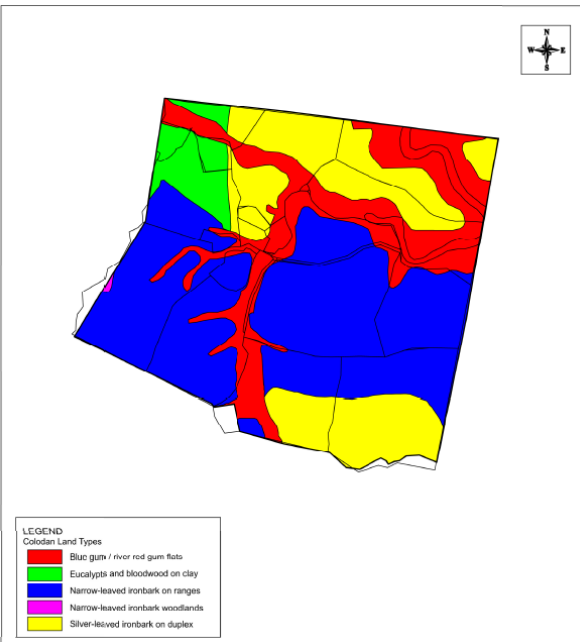 N
W E
S
LEGEND
Colodan Land Types
Blue gum / river red gum flats
Eucalypts and bloodwood on clay
Narrow-leaved ironbark on ranges
Narrow-leaved ironbark woodlands
Silver-leaved ironbark on duplex